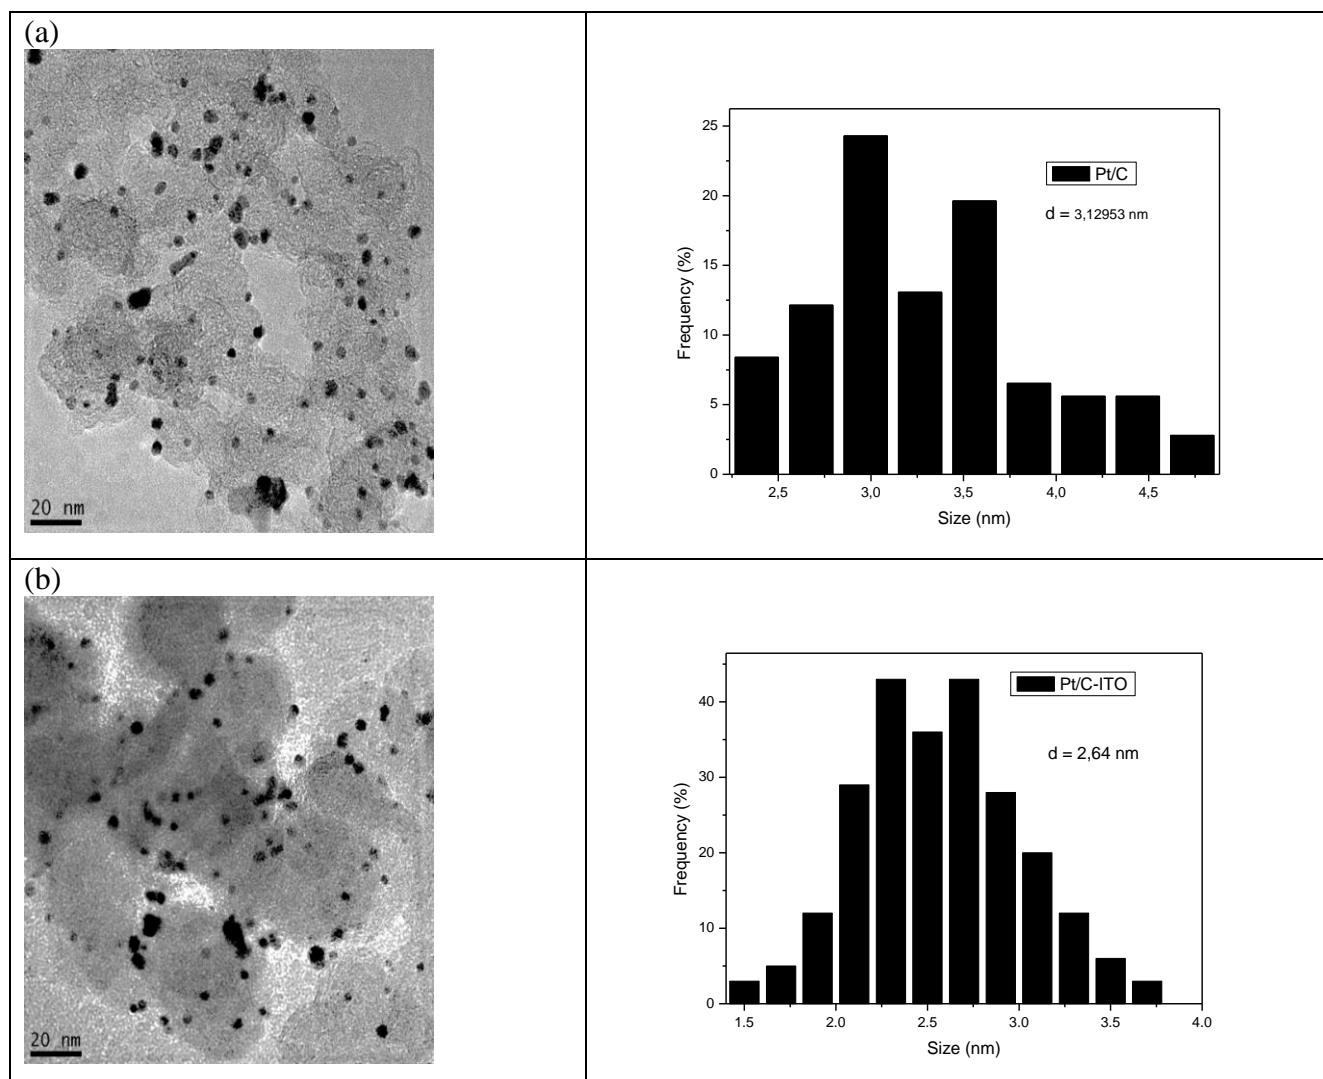 (a)
20 nm
25
20
15
10
5
0
Frequency (%)
Pt/C
d = 3,12953 nm
2,5 3,0 3,5 4,0 4,5
Size (nm)
(b)
20 nm
40
30
20
10
0
Frequency (%)
Pt/C-ITO
d = 2,64 nm
1.5 2.0 2.5 3.0 3.5 4.0
Size (nm)